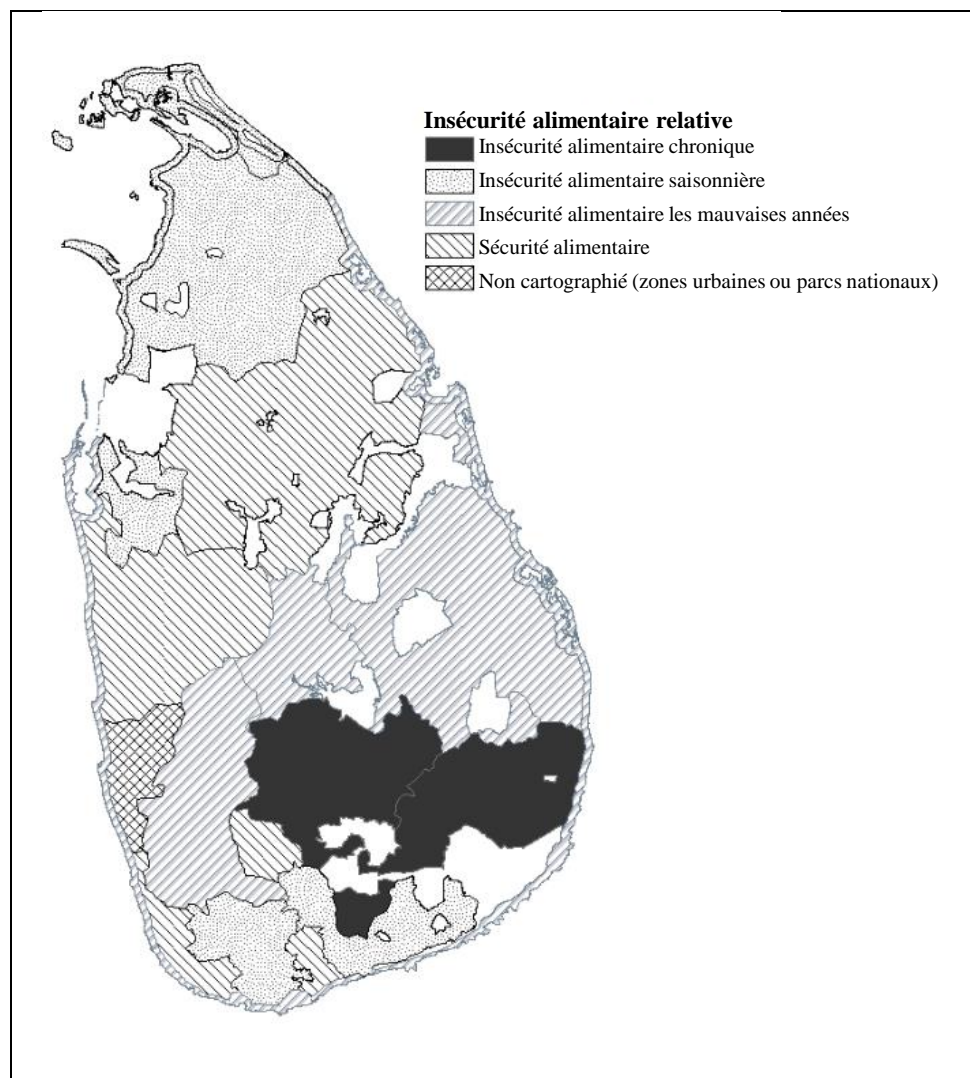 Insécurité alimentaire relative
Insécurité alimentaire chronique
Insécurité alimentaire saisonnière
Insécurité alimentaire les mauvaises années
Sécurité alimentaire
Non cartographié (zones urbaines ou parcs nationaux)